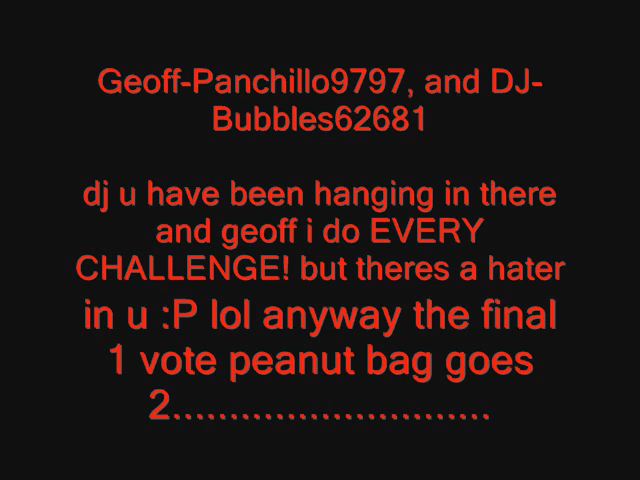 Geoff-Panchillo9797, and DJ-
Bubbles62681
dj u have been hanging in there
and geoff i do EVERY
CHALLENGE! but theres a hater
in u :P lol anyway the final
1 vote peanut bag goes
2............................